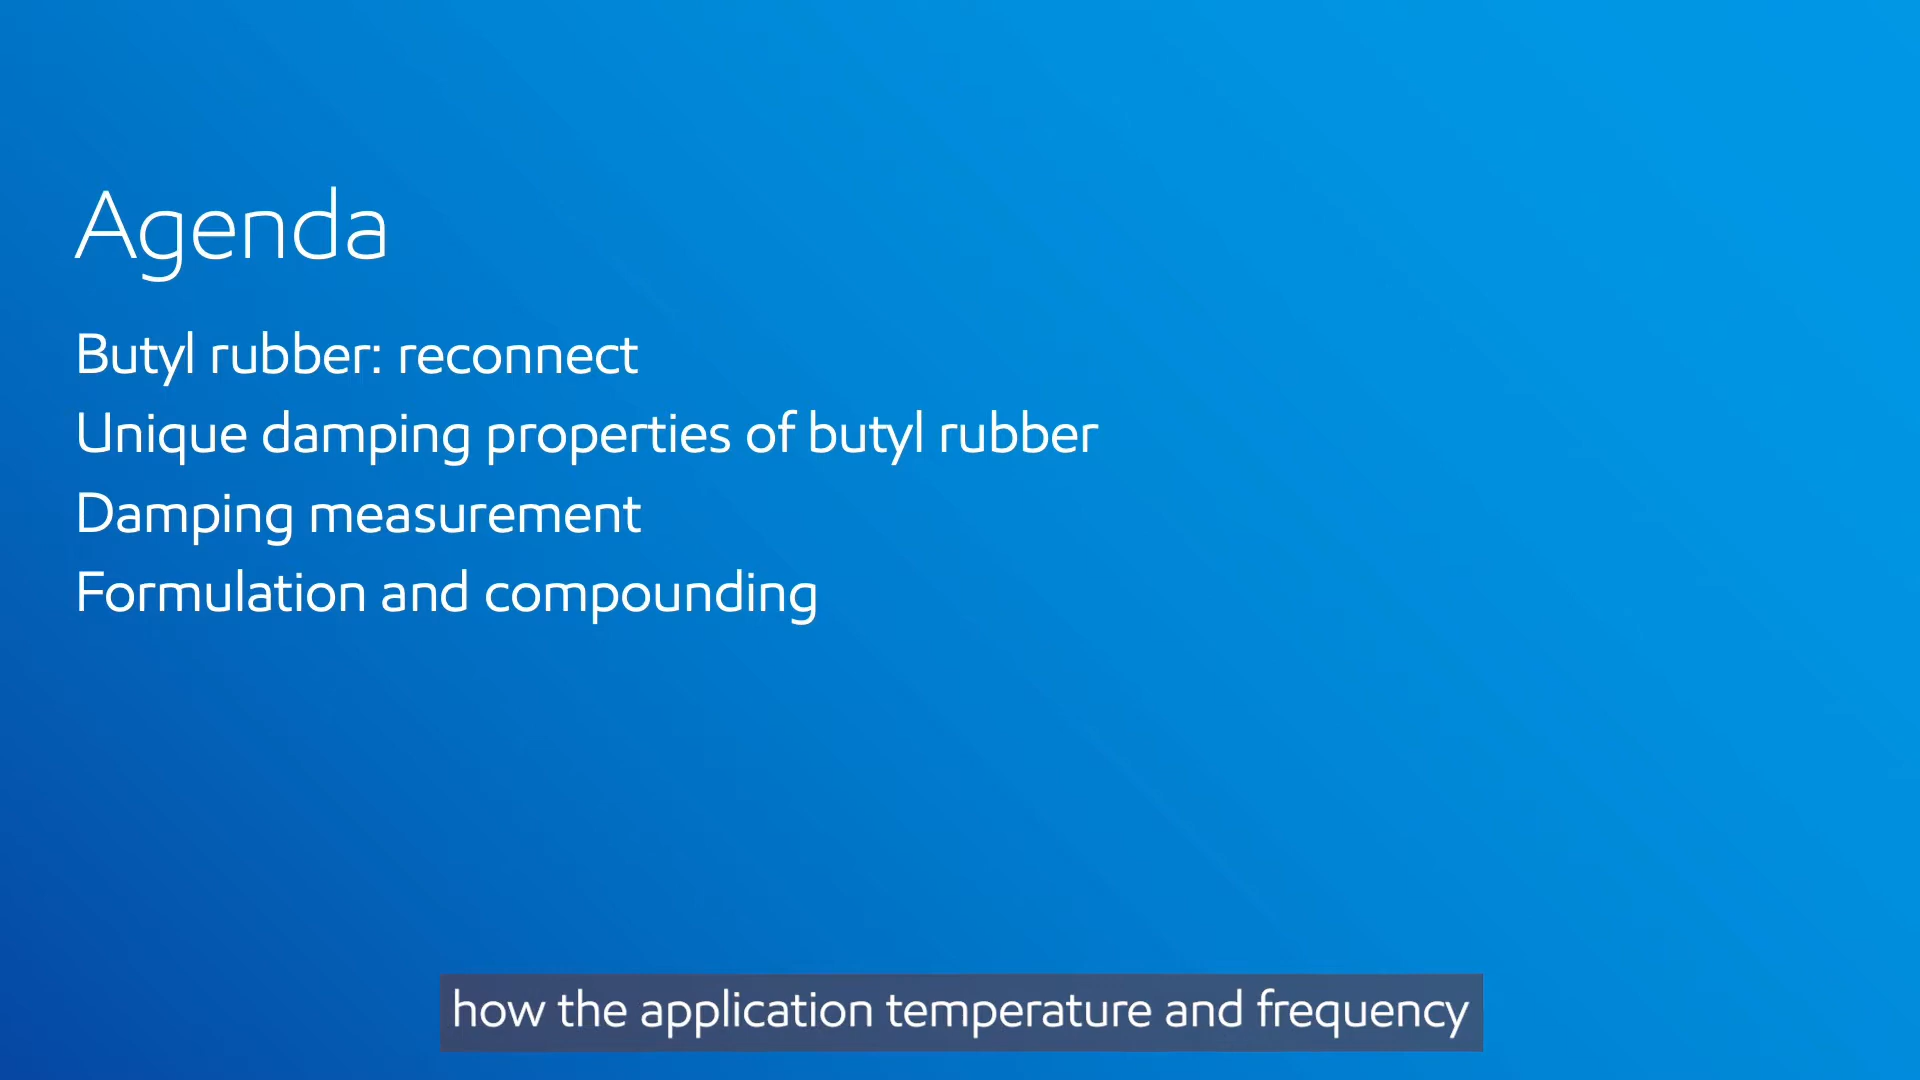 Agenda
Butyl rubber: reconnect
Unique damping properties of butyl rubber
Damping measurement
Formulation and compounding
how the application temperature and frequency